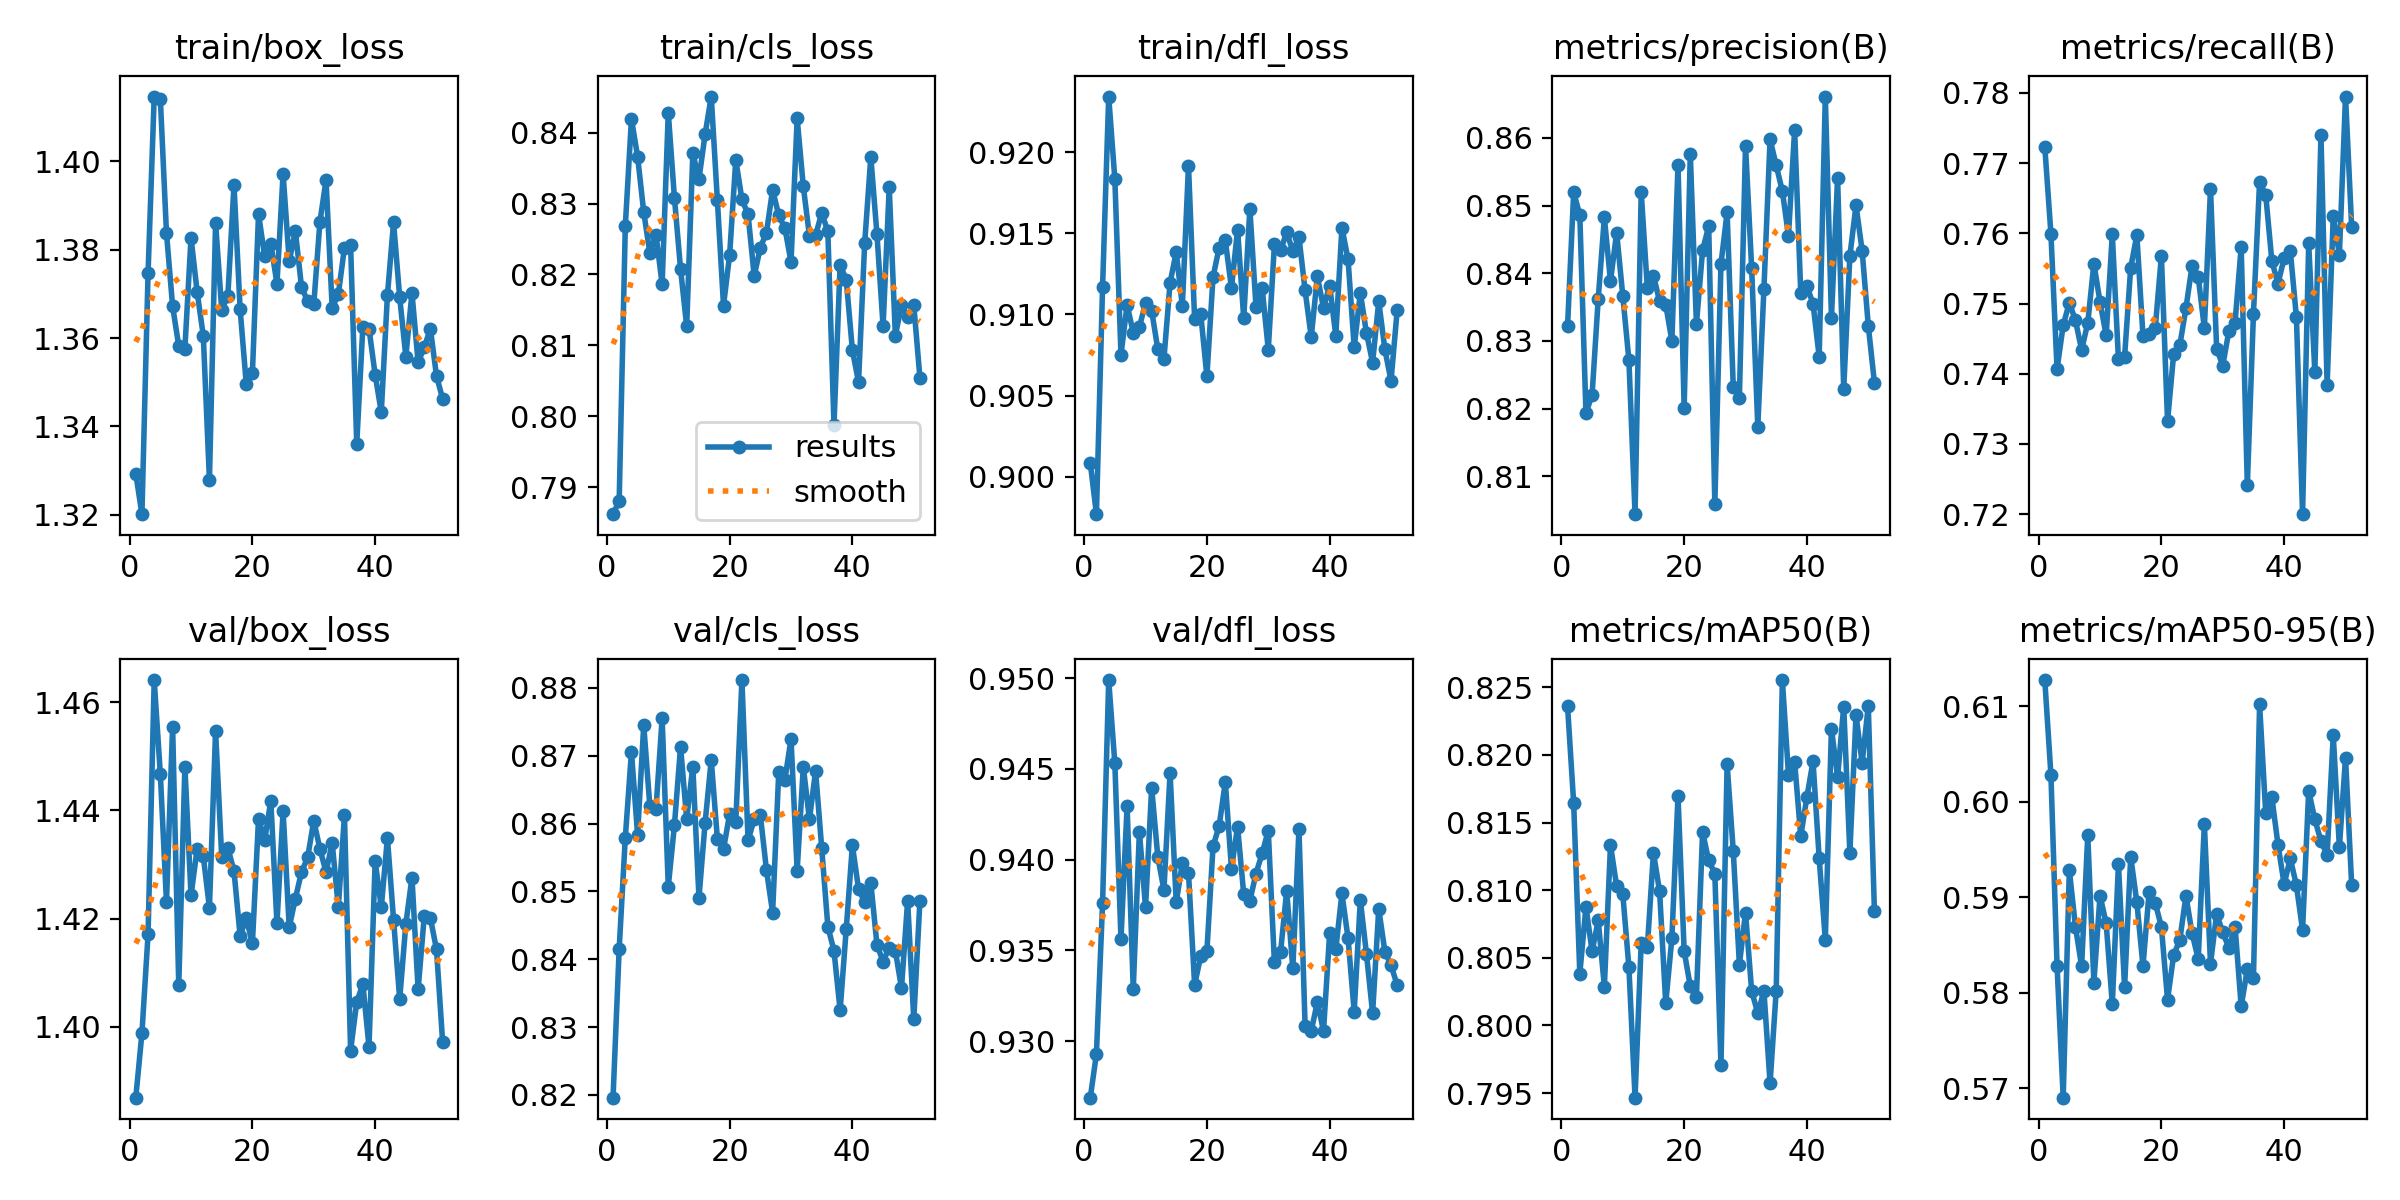 train/box_loss
train/cls_loss
train/dfl_loss
metrics/precision(B)
metrics/recall(B)
1.40
1.38
1.36
1.34
1.32
0 20 40
0.84
0.83
0.82
0.81
0.80
0.79
results
smooth
0 20 40
0.920
0.915
0.910
0.905
0.900
0 20 40
0.86
0.85
0.84
0.83
0.82
0.81
0 20 40
0.78
0.77
0.76
0.75
0.74
0.73
0.72
0 20 40
val/box_loss
val/cls_loss
val/dfl_loss
metrics/mAP50(B)
metrics/mAP50-95(B)
1.46
1.44
1.42
1.40
0 20 40
0.88
0.87
0.86
0.85
0.84
0.83
0.82
0 20 40
0.950
0.945
0.940
0.935
0.930
0 20 40
0.825
0.820
0.815
0.810
0.805
0.800
0.795
0 20 40
0.61
0.60
0.59
0.58
0.57
0 20 40